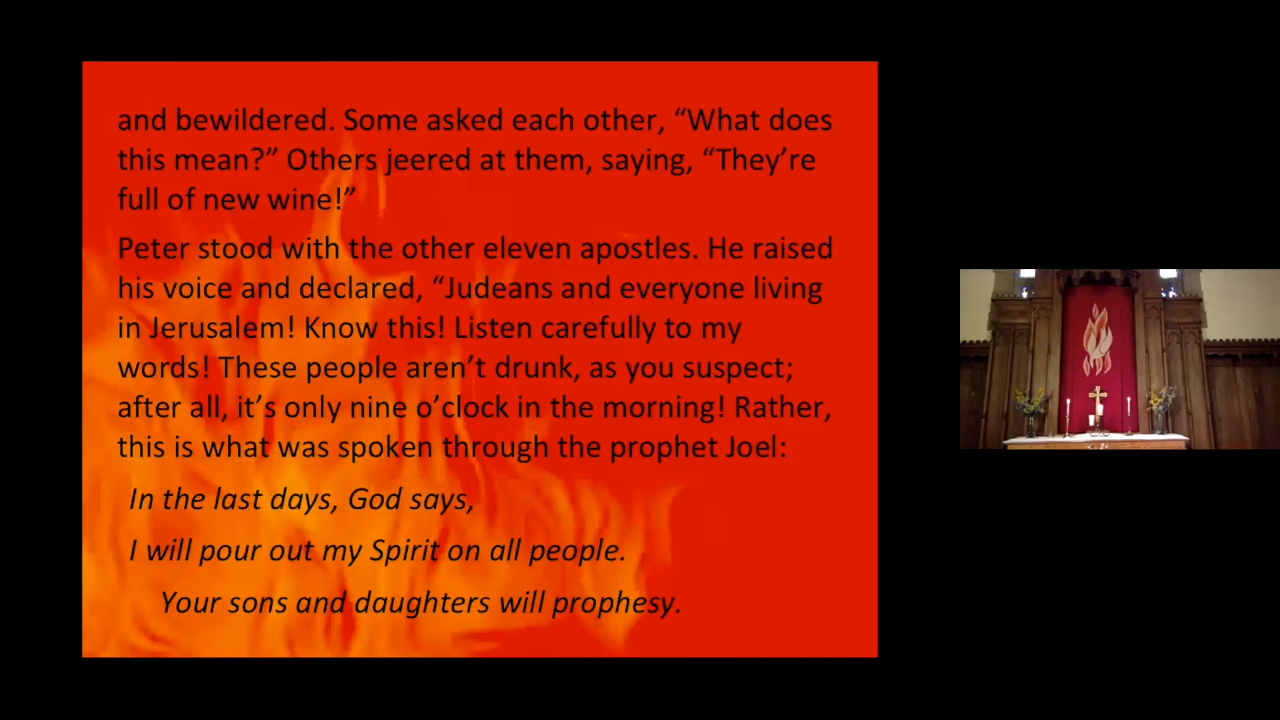 and bewildered. Some asked each other, “What does
this mean?” Others jeered at them, saying, “They’re
full of new wine!”
Peter stood with the other eleven apostles. He raised
his voice and declared, “Judeans and everyone living
in Jerusalem! Know this! Listen carefully to my
words! These people aren’t drunk, as you suspect;
after all, it’s only nine o’clock in the morning! Rather,
this is what was spoken through the prophet Joel:
In the last days, God says,
I will pour out my Spirit on all people.
Your sons and daughters will prophesy.